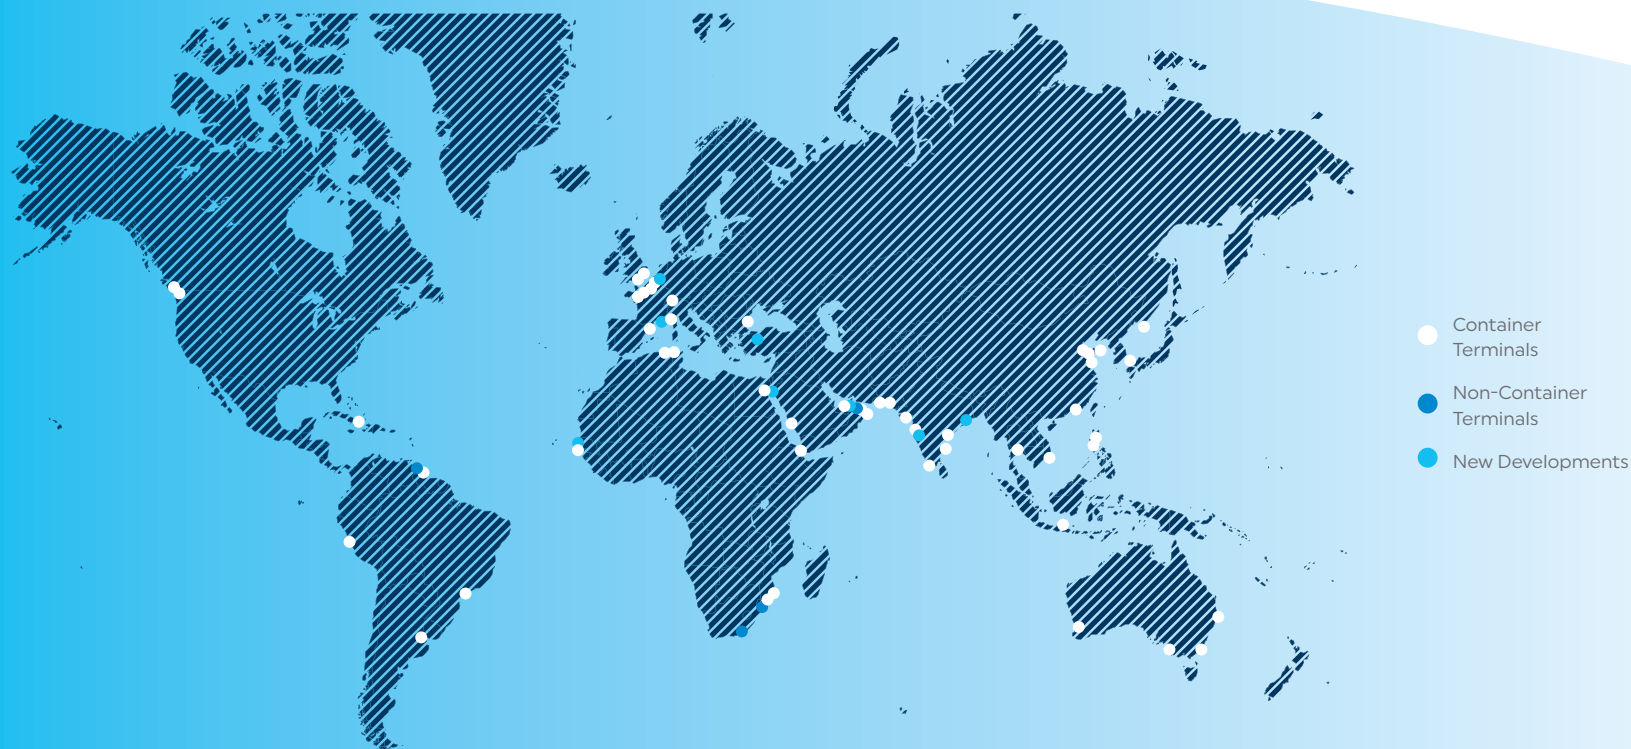 Container
Terminals
Non-Container
Terminals
New Developments